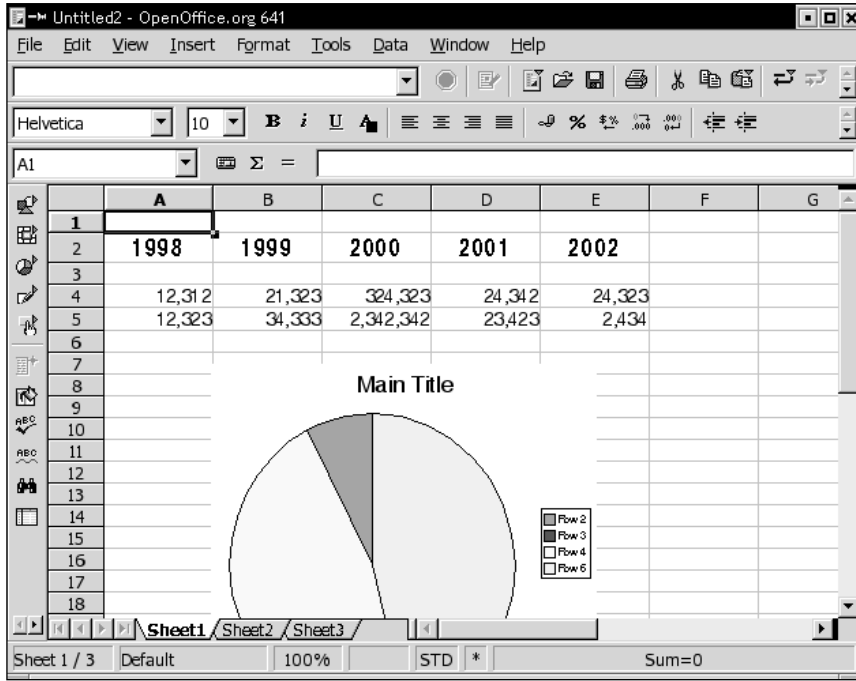 Untitled2 - OpenOffice.org 641
File Edit View Insert Format Tools Data Window Help
Helvetica 10 B i U A % $% .000 .000
A1 Σ =
A B C D E F G
1
2 1998 1999 2000 2001 2002
3
4 12,312 21,323 324,323 24,342 24,323
5 12,323 34,333 2,342,342 23,423 2,434
6
7
8
Main Title
9
10
11
12
13
14
15
16
17
18
ABC
ABC
Row 2
Row 3
Row 4
Row 6
Sheet1 Sheet2 Sheet3
Sheet 1 / 3 Default 100% STD * Sum=0